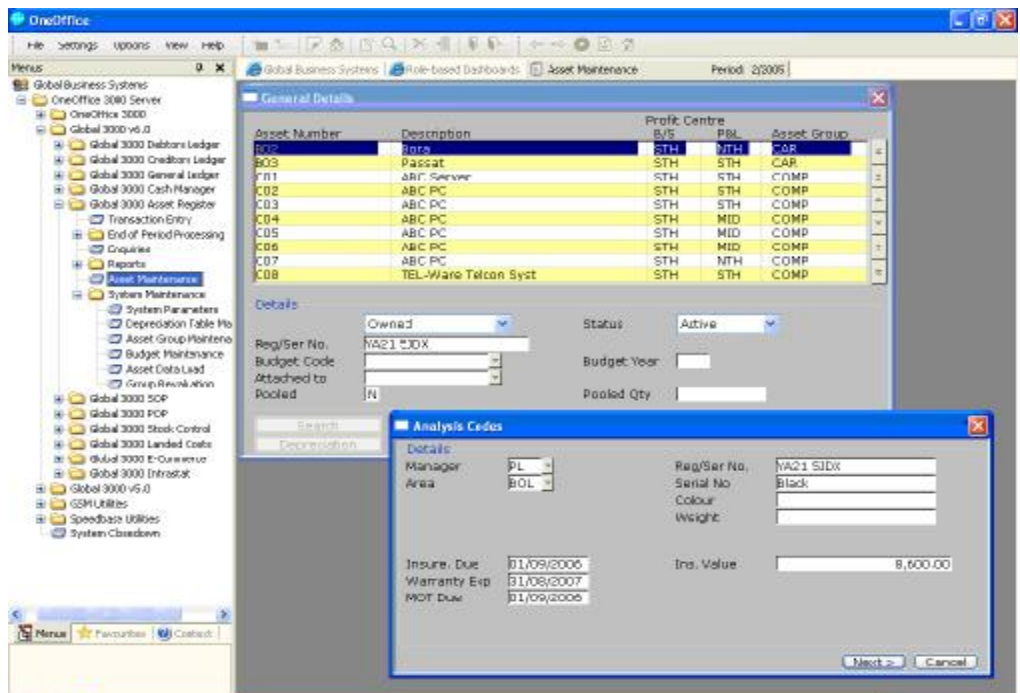 OneOffice
File Settings Options View Help
Menus
Global Business Systems Role-based Dashboards Asset Maintenance Period: 2/2005
Global Business Systems
OneOffice 3000 Server
OneOffice 3000
Global 3000 v6.0
Global 3000 Debtors Ledger
Global 3000 Creditors Ledger
Global 3000 General Ledger
Global 3000 Cash Manager
Global 3000 Asset Register
Transaction Entry
End of Period Processing
Enquiries
Reports
Asset Maintenance
System Maintenance
System Parameters
Depreciation Table Ma
Asset Group Maintena
Budget Maintenance
Asset Data Load
Group Revaluation
Global 3000 SOP
Global 3000 POP
Global 3000 Stock Control
Global 3000 Landed Costs
Global 3000 E-Commerce
Global 3000 Intrastat
Global 3000 v5.0
GSM Utilities
Speedbase Utilities
System Closedown
Menus Favourites Contact
General Details
Profit Centre
Asset Number Description B/S P&L Asset Group
B02 Bora STH NTH CAR
B03 Passat STH STH CAR
C01 ABC Server STH STH COMP
C02 ABC PC STH STH COMP
C03 ABC PC STH STH COMP
C04 ABC PC STH MID COMP
C05 ABC PC STH MID COMP
C06 ABC PC STH MID COMP
C07 ABC PC STH NTH COMP
C08 TEL-Ware Telcon Syst STH STH COMP
Details
Owned Status Active
Reg/Ser No. YA21 SJDX
Budget Code Budget Year
Attached to
Pooled N Pooled Qty
Search
Depreciation
Analysis Codes
Details
Manager PL Reg/Ser No. YA21 SJDX
Area BOL Serial No Black
Colour
Weight
Insure. Due 01/09/2006 Ins. Value 8,600.00
Warranty Exp 31/08/2007
MOT Due 01/09/2006
Next > Cancel